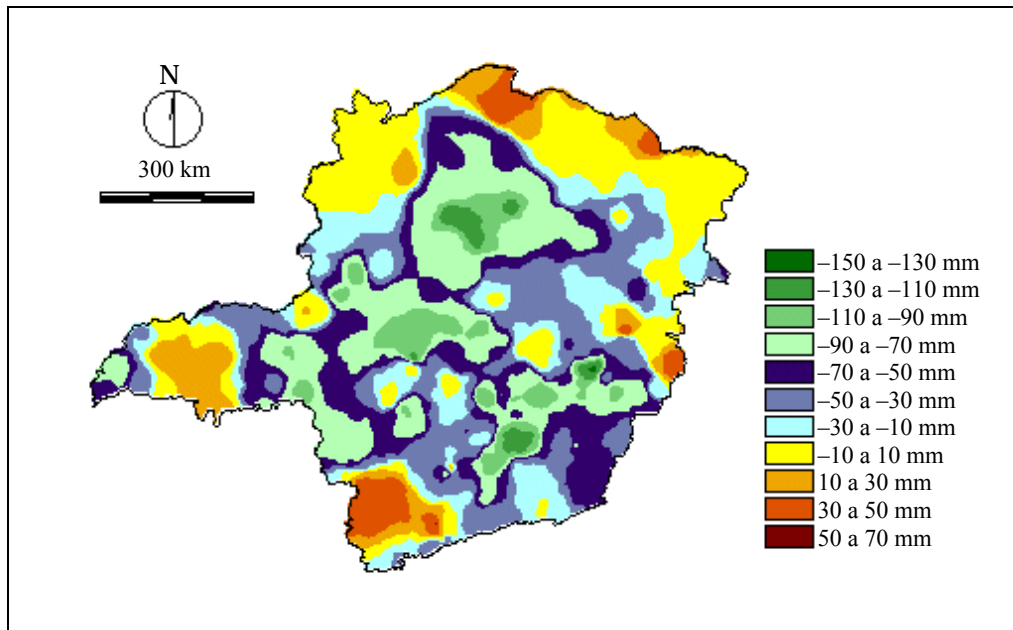 N
300 km
–150 a –130 mm
–130 a –110 mm
–110 a –90 mm
–90 a –70 mm
–70 a –50 mm
–50 a –30 mm
–30 a –10 mm
–10 a 10 mm
10 a 30 mm
30 a 50 mm
50 a 70 mm